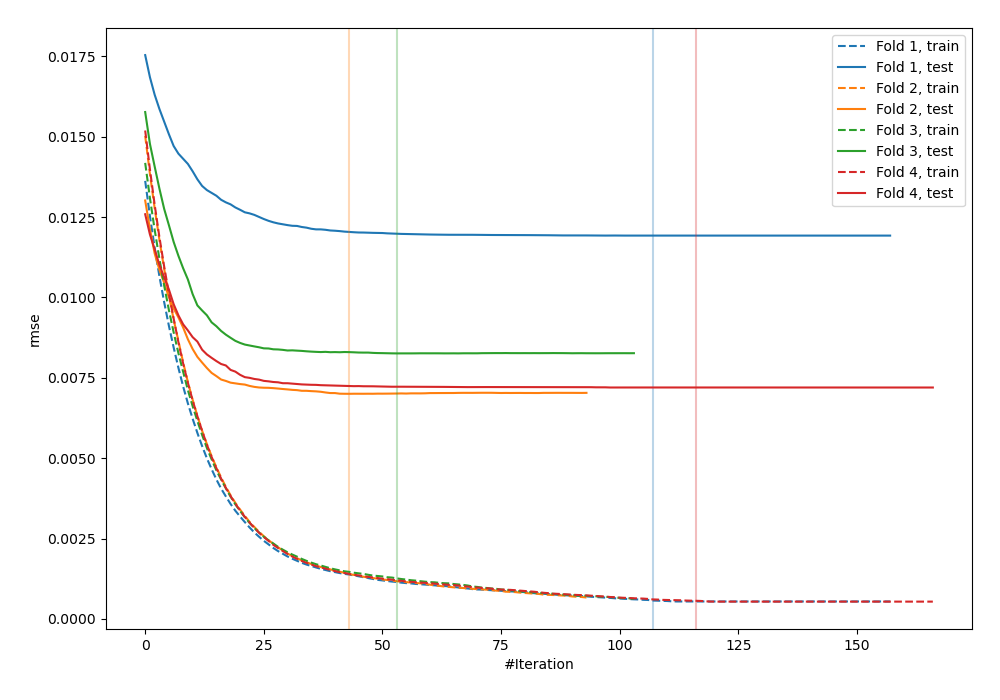 rmse
0.0175
0.0150
0.0125
0.0100
0.0075
0.0050
0.0025
0.0000
0
25
50
75
100
125
150
#Iteration
Fold 1, train
Fold 1, test
Fold 2, train
Fold 2, test
Fold 3, train
Fold 3, test
Fold 4, train
Fold 4, test